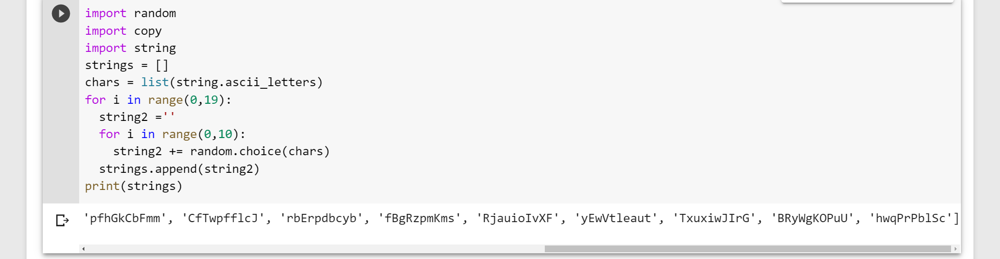 import random
import copy
import string
strings = []
chars = list(string.ascii_letters)
for i in range(0,19):
  string2 =''
  for i in range(0,10):
    string2 += random.choice(chars)
  strings.append(string2)
print(strings)
'pfhGkCbFmm', 'CfTwpfflcJ', 'rbErpdbcyb', 'fBgRzpmKms', 'RjauioIvXF', 'yEwVtleaut', 'TxuxiwJIrG', 'BRyWgKOPuU', 'hwqPrPblSc']